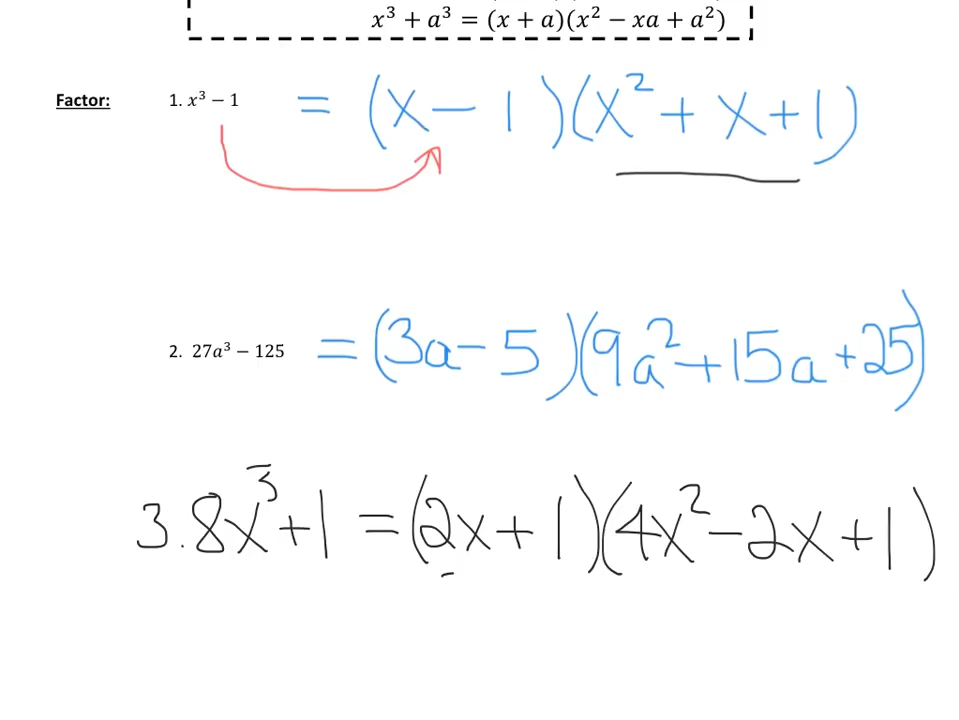 x³ + a³ = (x + a)(x² − xa + a²)
Factor: 1. x³ − 1 = (x − 1)(x² + x + 1)
2. 27a³ − 125 = (3a − 5)(9a² + 15a + 25)
3. 8x³ + 1 = (2x + 1)(4x² − 2x + 1)